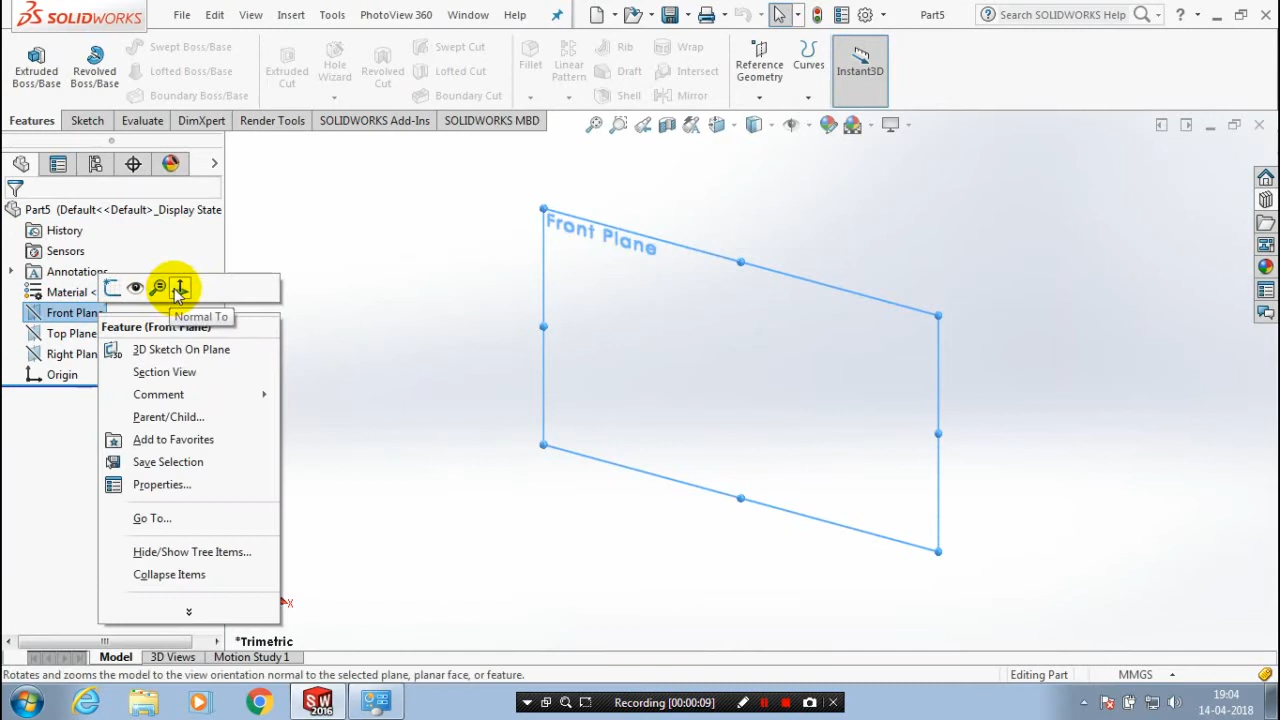 SOLIDWORKS File Edit View Insert Tools PhotoView 360 Window Help Part5 Search SOLIDWORKS Help ?
Extruded Boss/Base
Revolved Boss/Base
Swept Boss/Base
Lofted Boss/Base
Boundary Boss/Base
Extruded Cut
Hole Wizard
Revolved Cut
Swept Cut
Lofted Cut
Boundary Cut
Fillet
Linear Pattern
Rib
Draft
Shell
Wrap
Intersect
Mirror
Reference Geometry
Curves
Instant3D
Features Sketch Evaluate DimXpert Render Tools SOLIDWORKS Add-Ins SOLIDWORKS MBD
Part5 (Default<<Default>_Display State
History
Sensors
Annotations
Material <
Front Plane
Top Plane
Right Plan
Origin
Normal To
Feature (Front Plane)
3D Sketch On Plane
Section View
Comment
Parent/Child...
Add to Favorites
Save Selection
Properties...
Go To...
Hide/Show Tree Items...
Collapse Items
Front Plane
X
*Trimetric
Model 3D Views Motion Study 1
Rotates and zooms the model to the view orientation normal to the selected plane, planar face, or feature. Editing Part MMGS
SW 2016
Recording [00:00:09]
19:04
14-04-2018